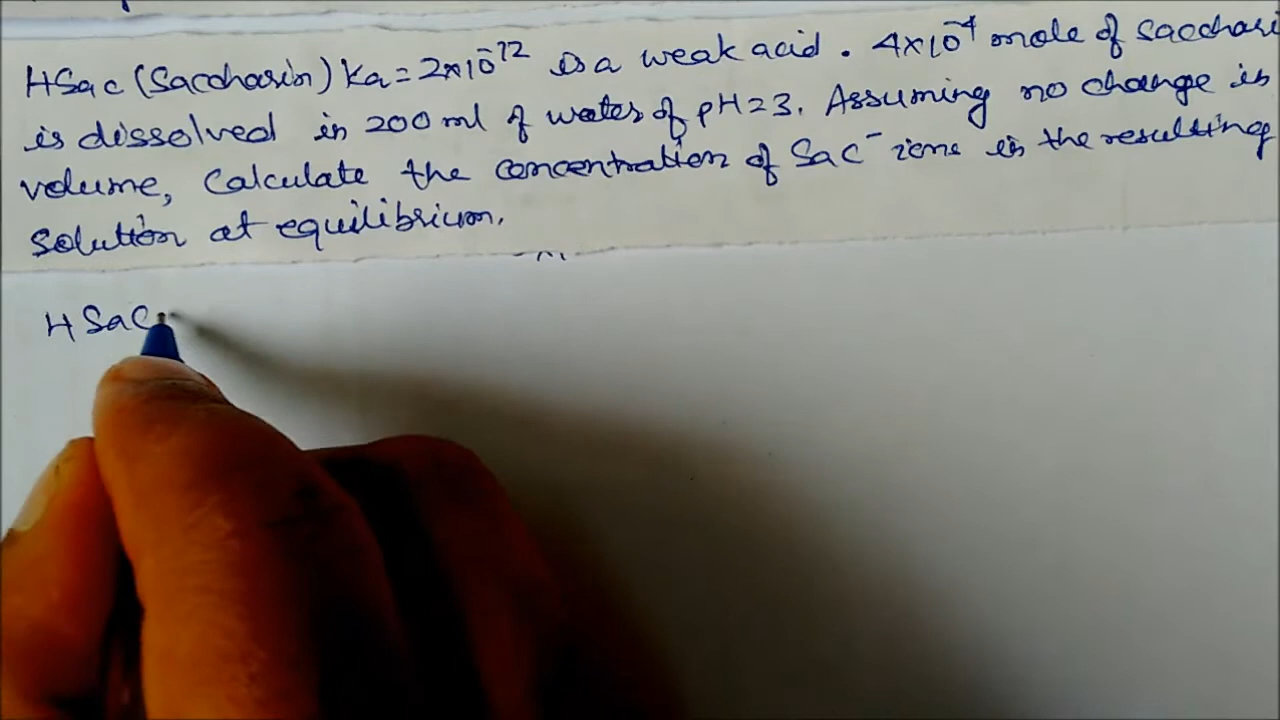 HSac (Saccharin) Ka = 2×10⁻¹² is a weak acid. 4×10⁻⁴ mole of sacchari
is dissolved in 200 ml of water of pH = 3. Assuming no change is
volume, Calculate the concentration of Sac⁻ ions in the resulting
solution at equilibrium.
HSac